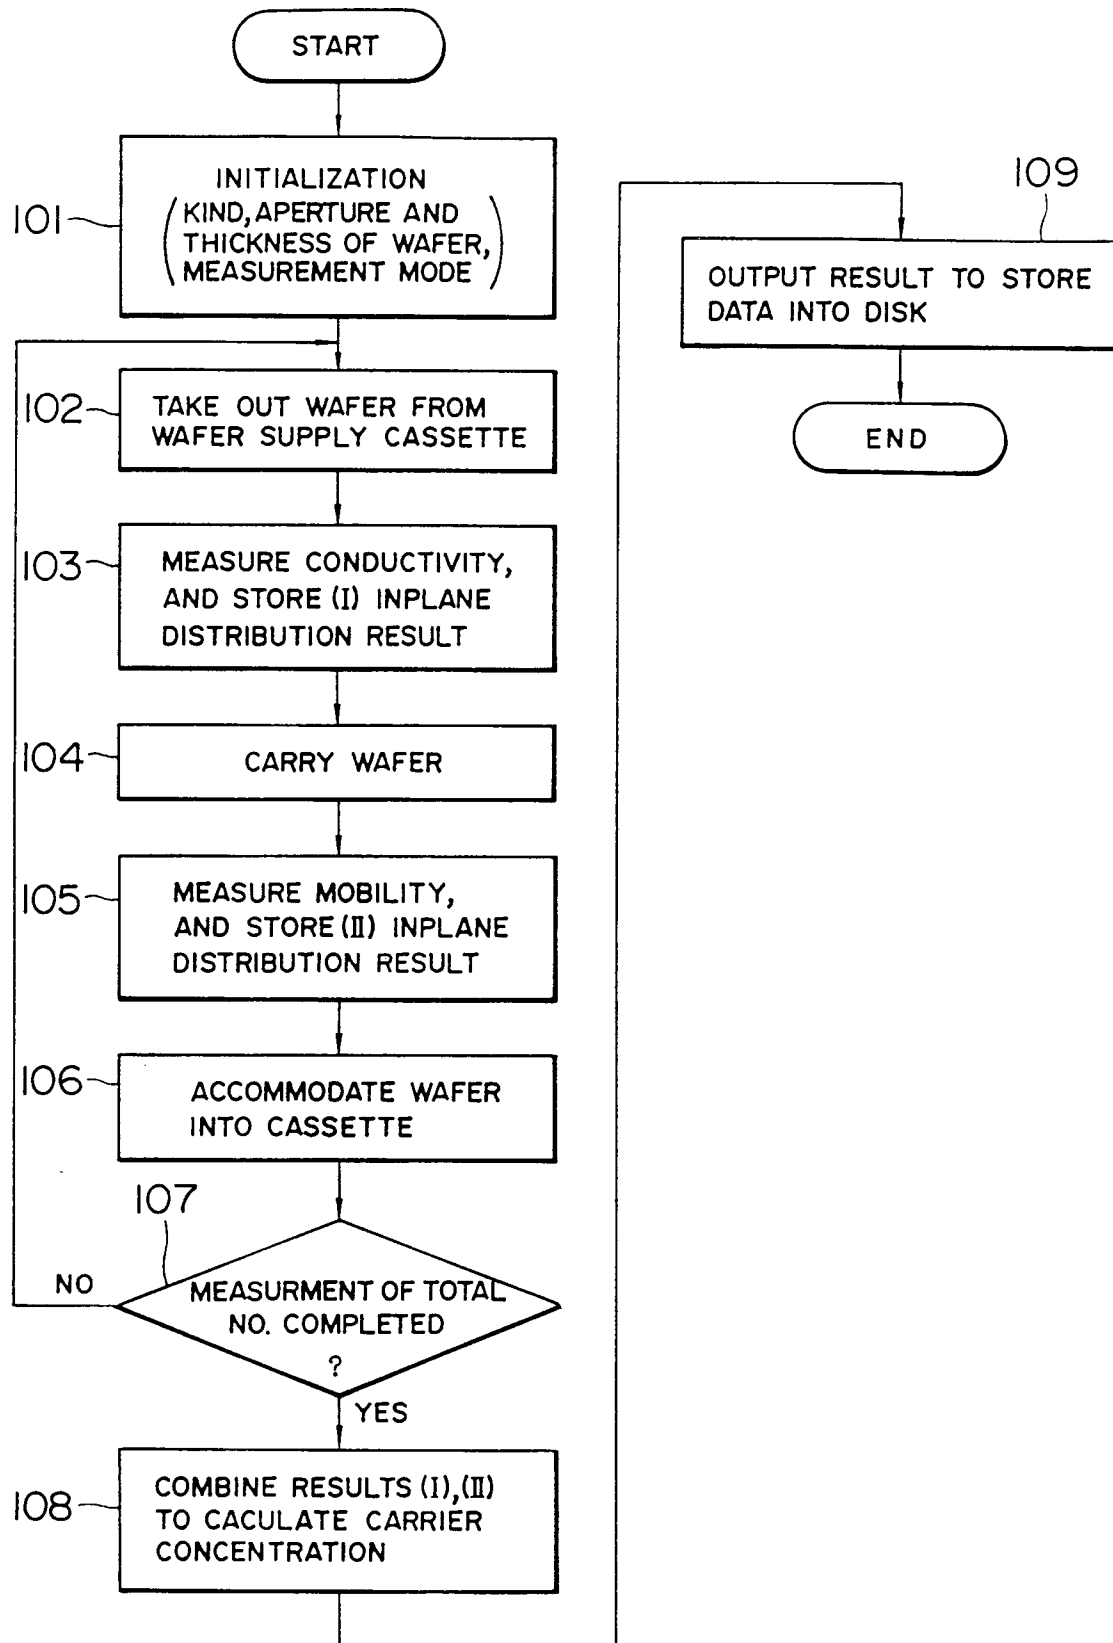 START
101
INITIALIZATION
(KIND, APERTURE AND
THICKNESS OF WAFER,
MEASUREMENT MODE)
102
TAKE OUT WAFER FROM
WAFER SUPPLY CASSETTE
103
MEASURE CONDUCTIVITY,
AND STORE (I) INPLANE
DISTRIBUTION RESULT
104
CARRY WAFER
105
MEASURE MOBILITY,
AND STORE (II) INPLANE
DISTRIBUTION RESULT
106
ACCOMMODATE WAFER
INTO CASSETTE
107
NO
MEASURMENT OF TOTAL
NO. COMPLETED
?
YES
108
COMBINE RESULTS (I),(II)
TO CACULATE CARRIER
CONCENTRATION
109
OUTPUT RESULT TO STORE
DATA INTO DISK
END